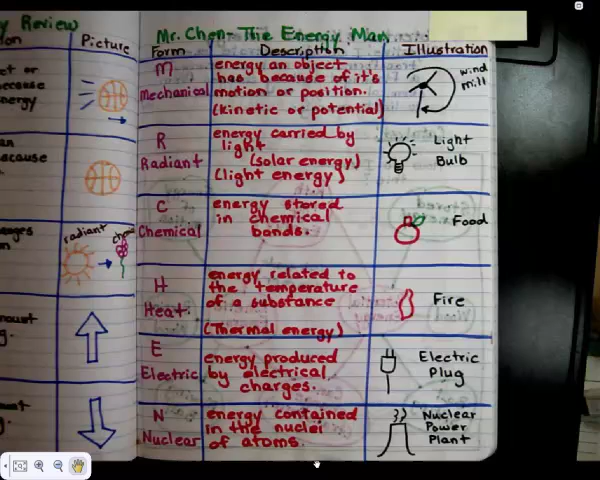 y Review
Picture
radiant
Mr. Chen - The Energy Man
Form
Description
Illustration
M
Mechanical
energy an object
has because of it's
motion or position.
(kinetic or potential)
wind
mill
R
Radiant
energy carried by
light
(solar energy)
(light energy)
Light
Bulb
C
Chemical
energy stored
in chemical
bonds.
Food
H
Heat
energy related to
the temperature
of a substance
(Thermal energy)
Fire
E
Electric
energy produced
by electrical
charges.
Electric
Plug
N
Nuclear
energy contained
in the nuclei
of atoms.
Nuclear
Power
Plant